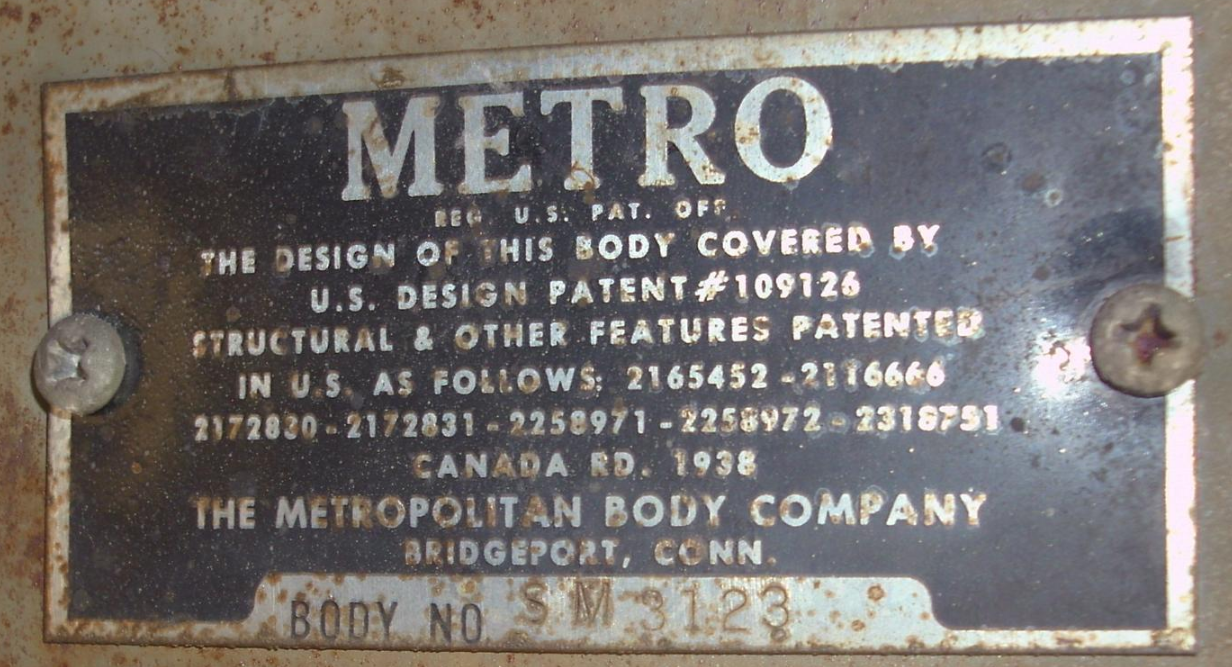 METRO
REG. U.S. PAT. OFF.
THE DESIGN OF THIS BODY COVERED BY
U.S. DESIGN PATENT #109126
STRUCTURAL & OTHER FEATURES PATENTED
IN U.S. AS FOLLOWS: 2165452 - 2116666
2172830 - 2172831 - 2258971 - 2258972 - 2318751
CANADA RD. 1938
THE METROPOLITAN BODY COMPANY
BRIDGEPORT, CONN.
BODY NO SM 3123